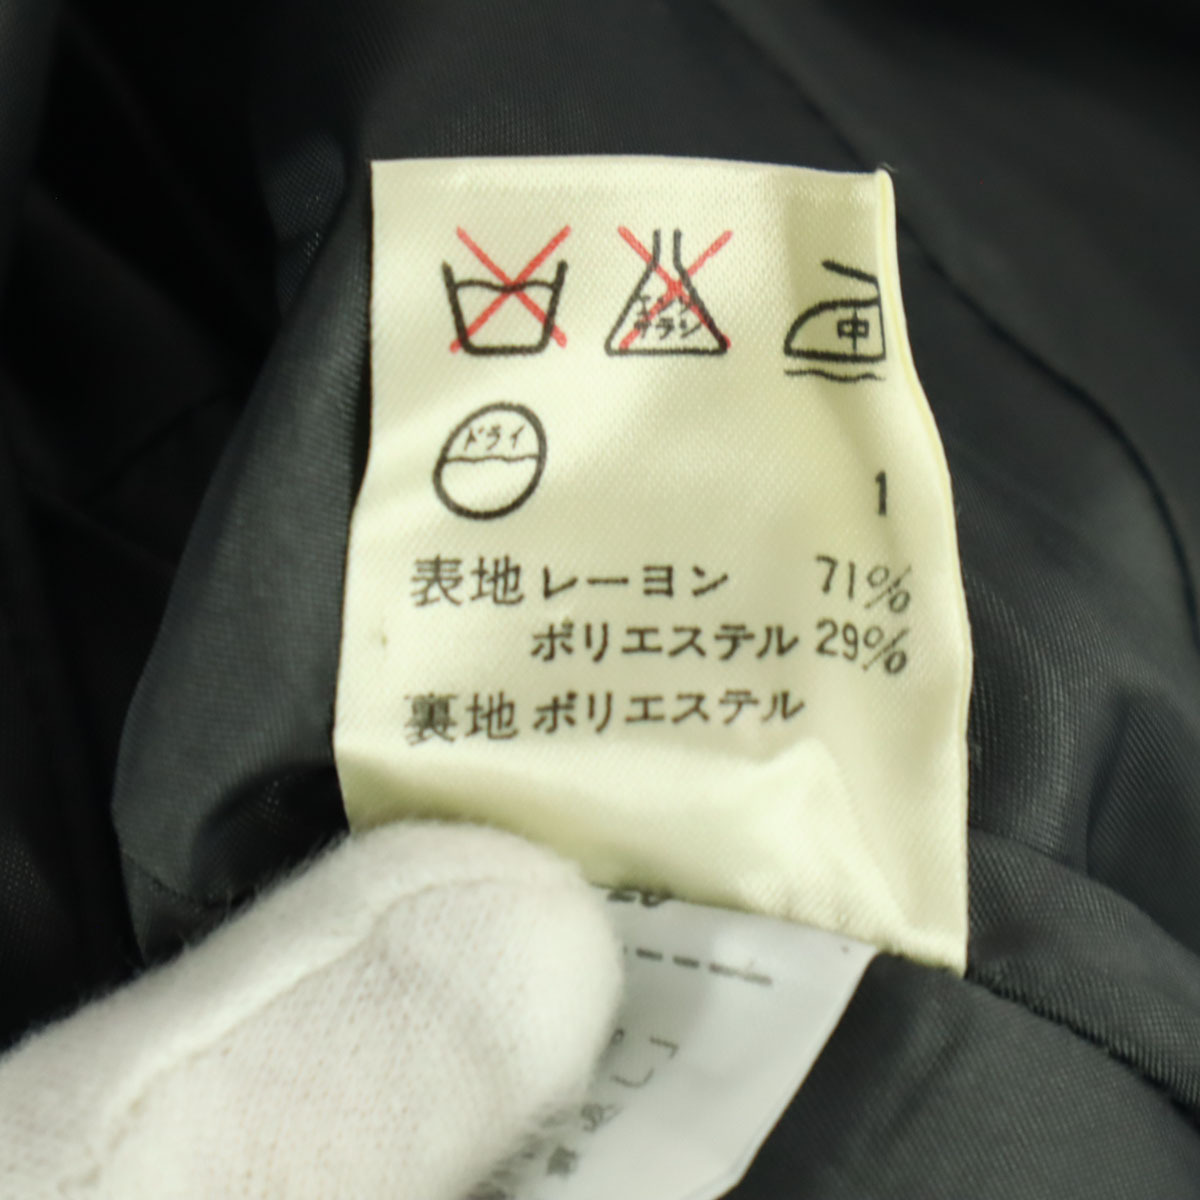 エンソ
サラシ
中
ドライ
1
表地 レーヨン 71%
ポリエステル 29%
裏地 ポリエステル